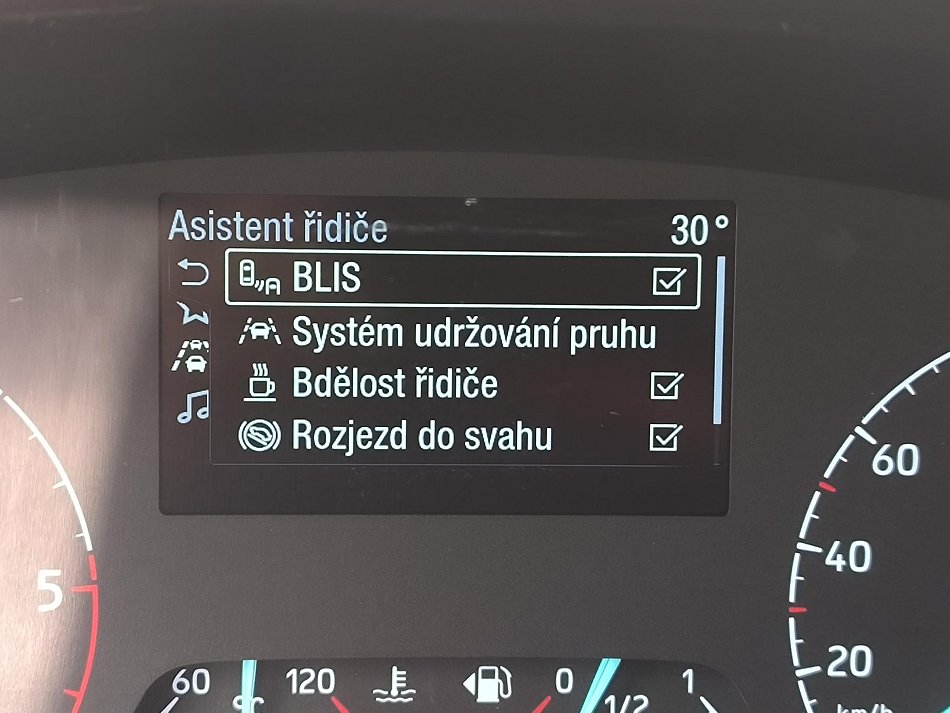 Asistent řidiče 30°
BLIS
Systém udržování pruhu
Bdělost řidiče
Rozjezd do svahu
5
60
40
20
km/h
60 120
°C
0 1/2 1